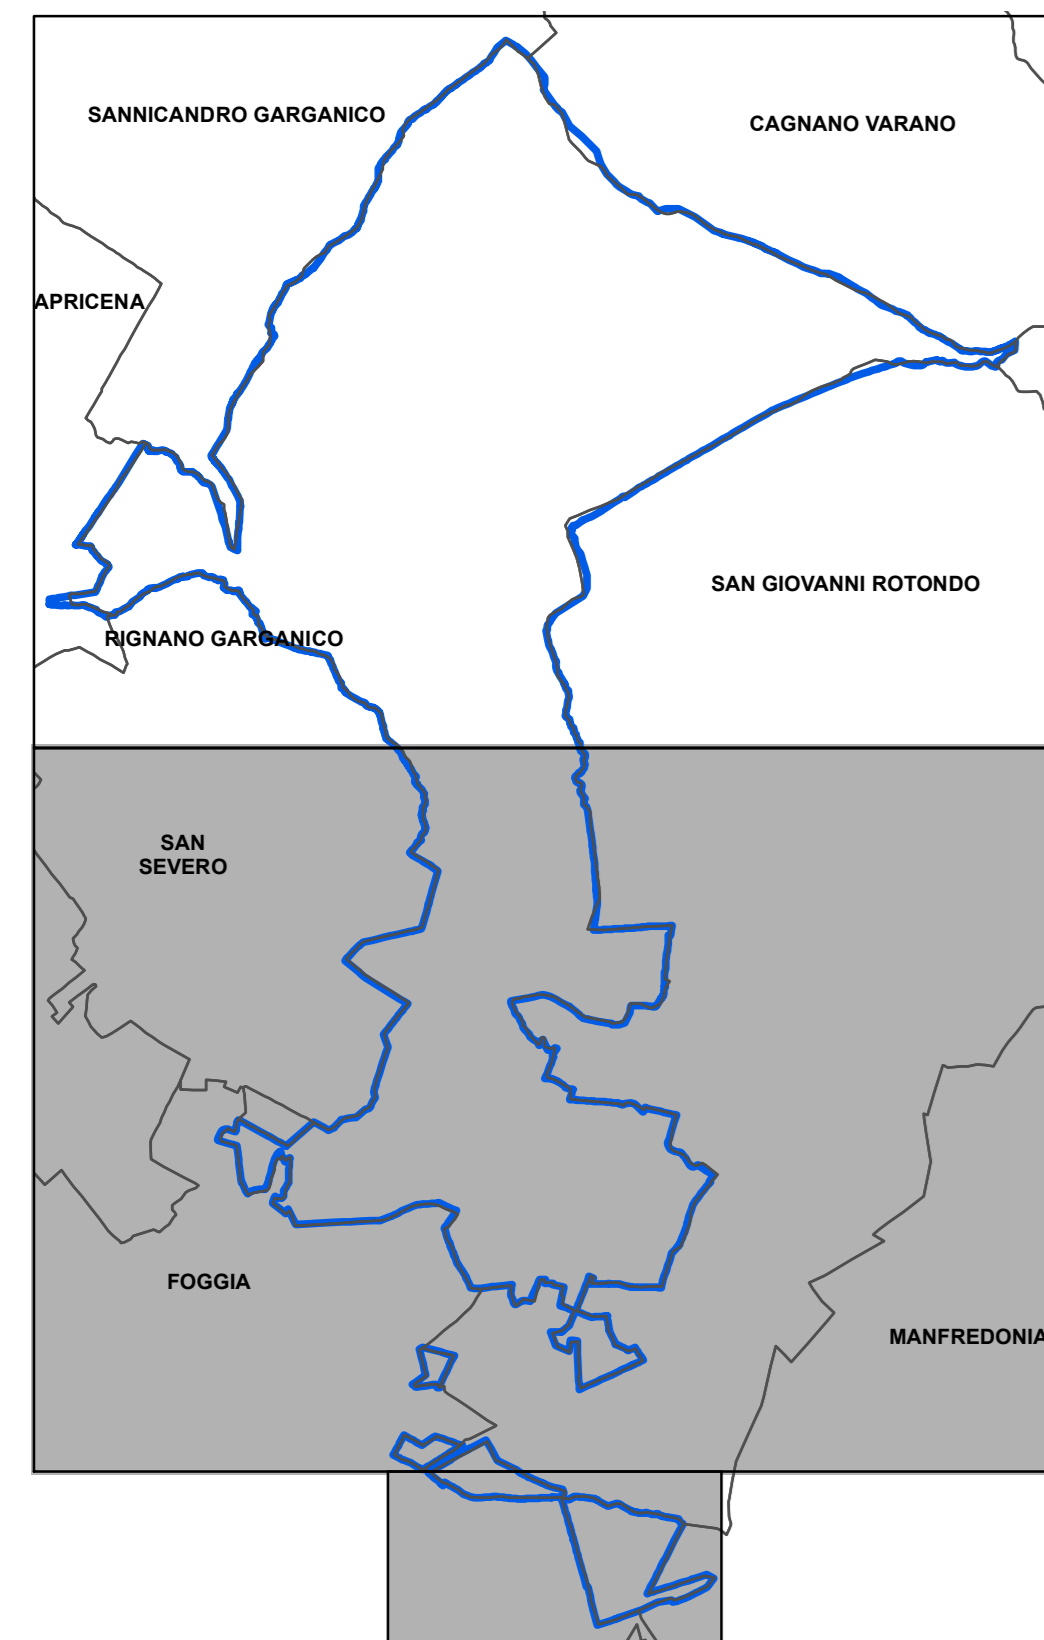 SANNICANDRO GARGANICO
CAGNANO VARANO
APRICENA
SAN GIOVANNI ROTONDO
RIGNANO GARGANICO
SAN
SEVERO
FOGGIA
MANFREDONIA